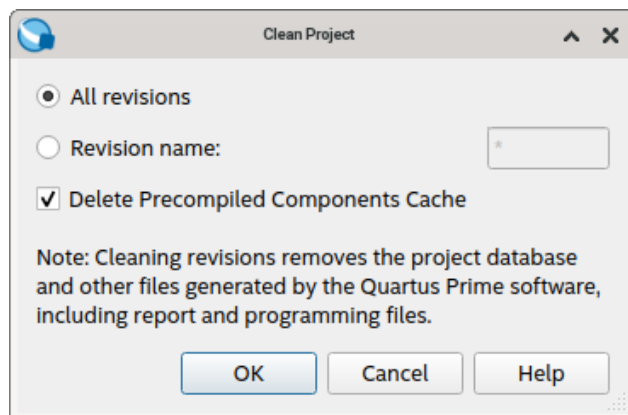 Clean Project
All revisions
Revision name:
*
Delete Precompiled Components Cache
Note: Cleaning revisions removes the project database
and other files generated by the Quartus Prime software,
including report and programming files.
OK Cancel Help